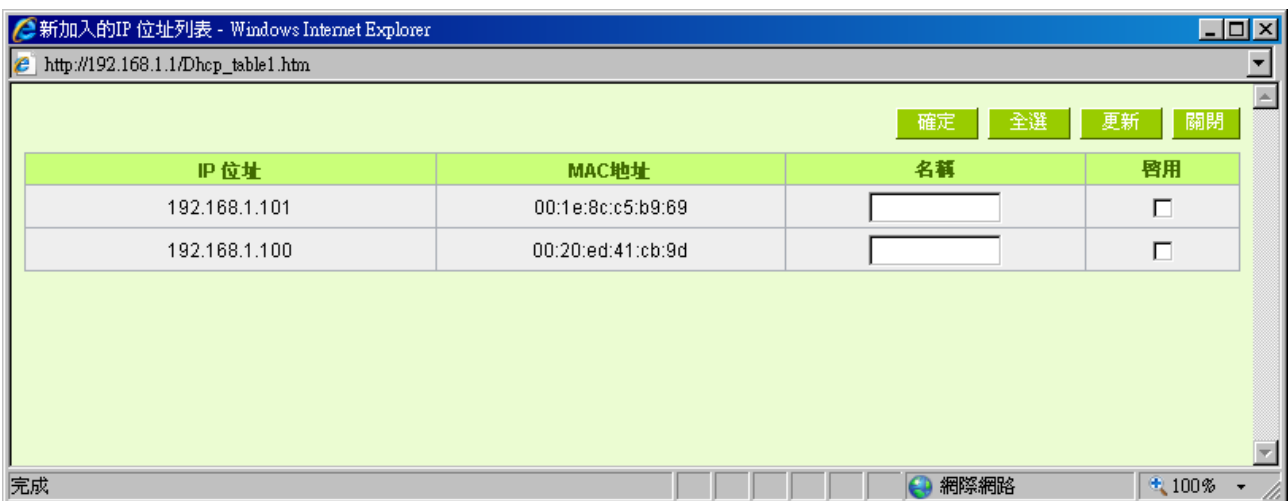 新加入的IP 位址列表 - Windows Internet Explorer
http://192.168.1.1/Dhcp_table1.htm
確定 全選 更新 關閉
IP 位址 MAC地址 名稱 啓用
192.168.1.101 00:1e:8c:c5:b9:69
192.168.1.100 00:20:ed:41:cb:9d
完成 網際網路 100%